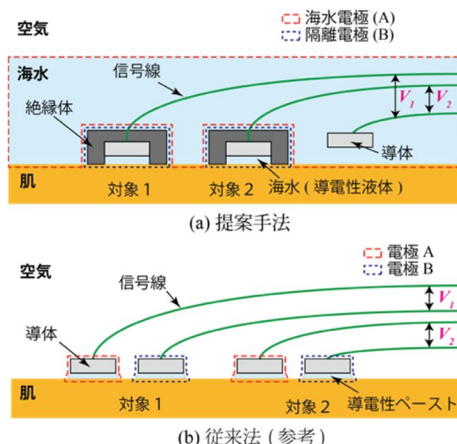 海水電極 (A)
隔離電極 (B)
空気
海水
信号線
絶縁体
V₁
V₂
導体
肌
対象 1
対象 2
海水 ( 導電性液体 )
(a) 提案手法
電極 A
電極 B
空気
信号線
導体
V₁
V₂
肌
対象 1
対象 2
導電性ペースト
(b) 従来法 ( 参考 )